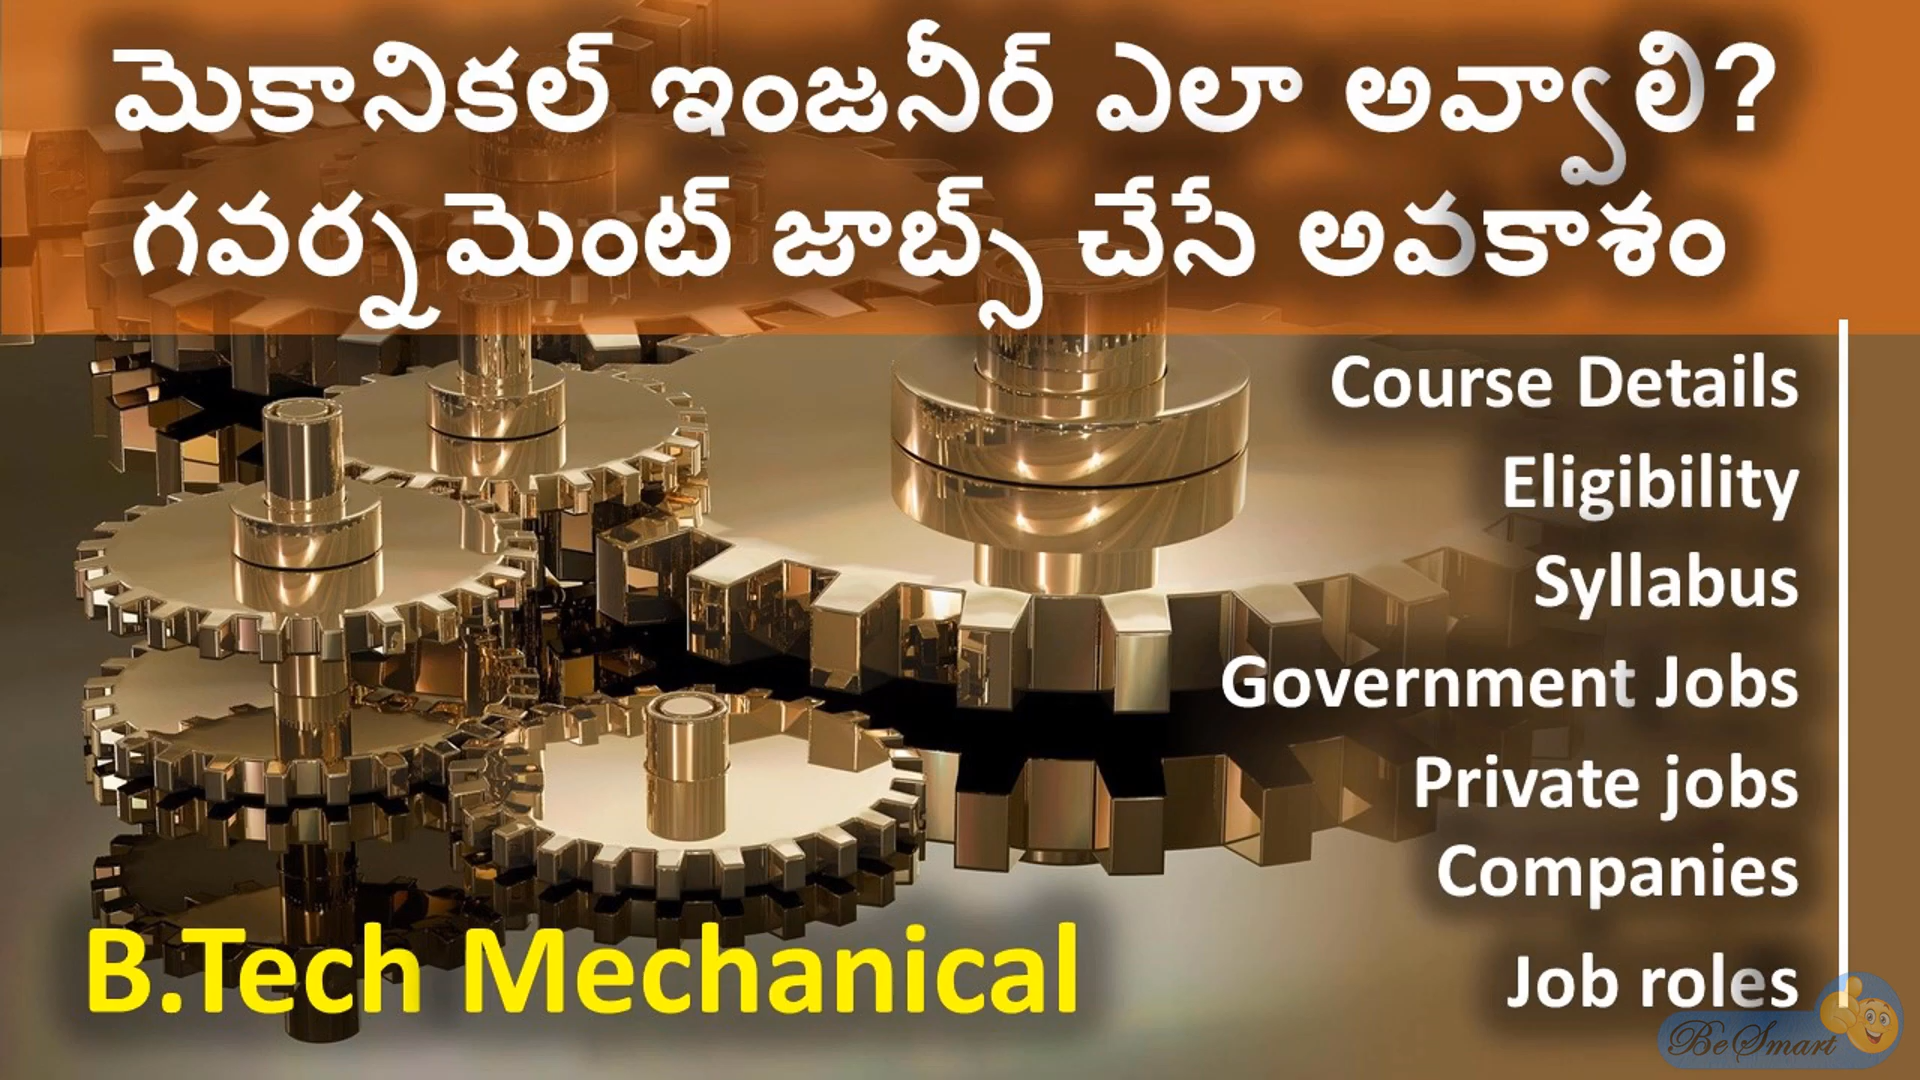 మెకానికల్ ఇంజనీర్ ఎలా అవ్వాలి?
గవర్నమెంట్ జాబ్స్ చేసే అవకాశం
Course Details
Eligibility
Syllabus
Government Jobs
Private jobs
Companies
Job roles
B.Tech Mechanical
BeSmart